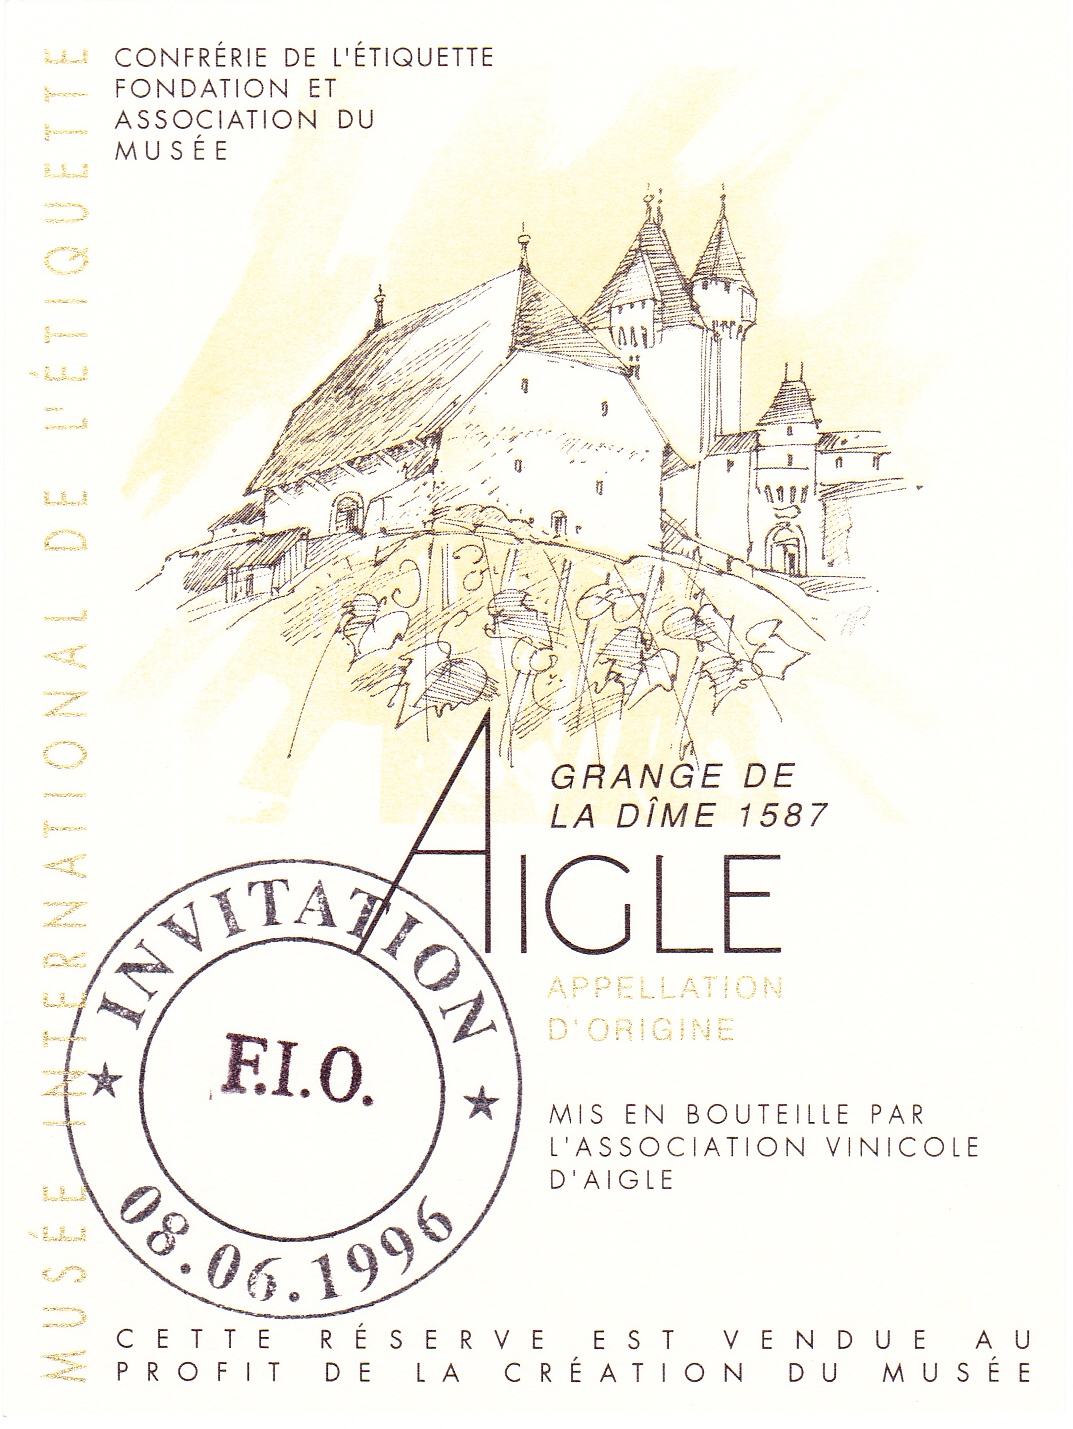 MUSÉE INTERNATIONAL DE L'ÉTIQUETTE
CONFRÉRIE DE L'ÉTIQUETTE
FONDATION ET
ASSOCIATION DU
MUSÉE
GRANGE DE
LA DÎME 1587
AIGLE
APPELLATION
D'ORIGINE
INVITATION
F.I.O.
08.06.1996
MIS EN BOUTEILLE PAR
L'ASSOCIATION VINICOLE
D'AIGLE
CETTE RÉSERVE EST VENDUE AU
PROFIT DE LA CRÉATION DU MUSÉE